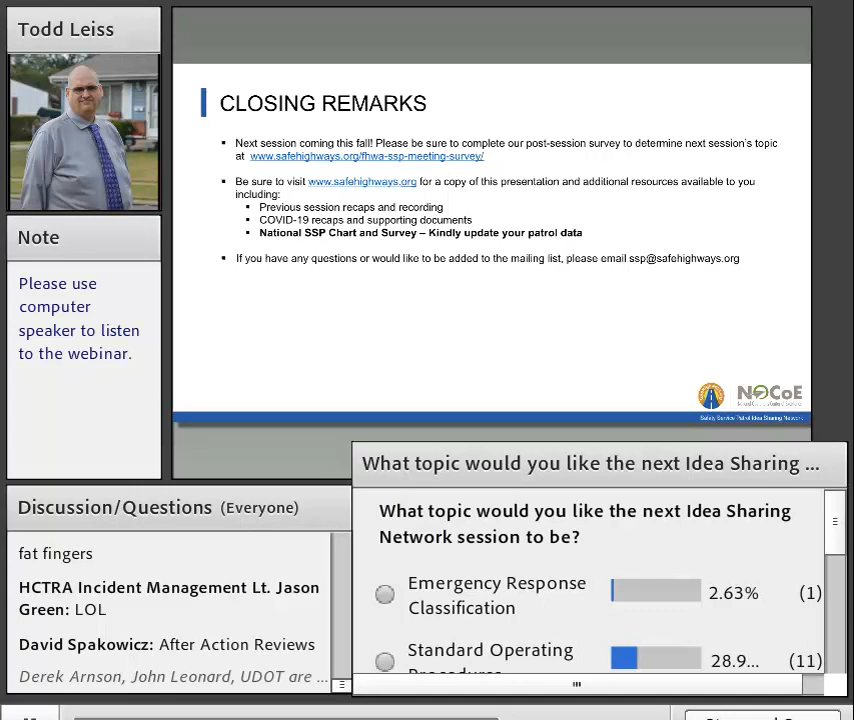 Todd Leiss
CLOSING REMARKS
▪ Next session coming this fall! Please be sure to complete our post-session survey to determine next session's topic
at www.safehighways.org/fhwa-ssp-meeting-survey/
▪ Be sure to visit www.safehighways.org for a copy of this presentation and additional resources available to you
including:
▪ Previous session recaps and recording
▪ COVID-19 recaps and supporting documents
▪ National SSP Chart and Survey – Kindly update your patrol data
▪ If you have any questions or would like to be added to the mailing list, please email ssp@safehighways.org
NOCoE
Safety Service Patrol Idea Sharing Network
Note
Please use
computer
speaker to listen
to the webinar.
Discussion/Questions (Everyone)
fat fingers
HCTRA Incident Management Lt. Jason
Green: LOL
David Spakowicz: After Action Reviews
Derek Arnson, John Leonard, UDOT are ...
What topic would you like the next Idea Sharing ...
What topic would you like the next Idea Sharing
Network session to be?
Emergency Response
Classification
2.63% (1)
Standard Operating
Procedures
28.9... (11)